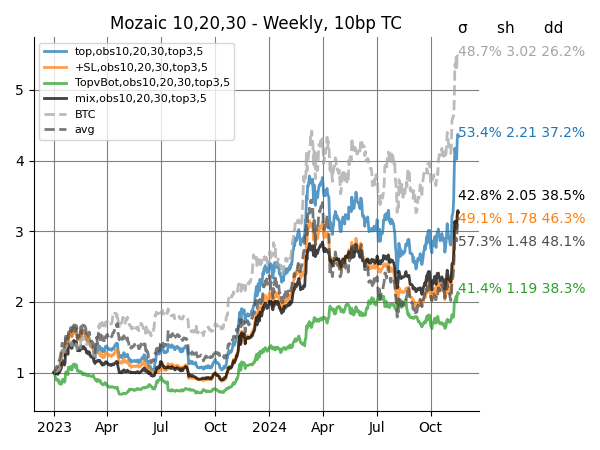 Mozaic 10,20,30 - Weekly, 10bp TC
σ sh dd
top,obs10,20,30,top3,5
+SL,obs10,20,30,top3,5
TopvBot,obs10,20,30,top3,5
mix,obs10,20,30,top3,5
BTC
avg
48.7% 3.02 26.2%
53.4% 2.21 37.2%
42.8% 2.05 38.5%
49.1% 1.78 46.3%
57.3% 1.48 48.1%
41.4% 1.19 38.3%
5
4
3
2
1
2023 Apr Jul Oct 2024 Apr Jul Oct